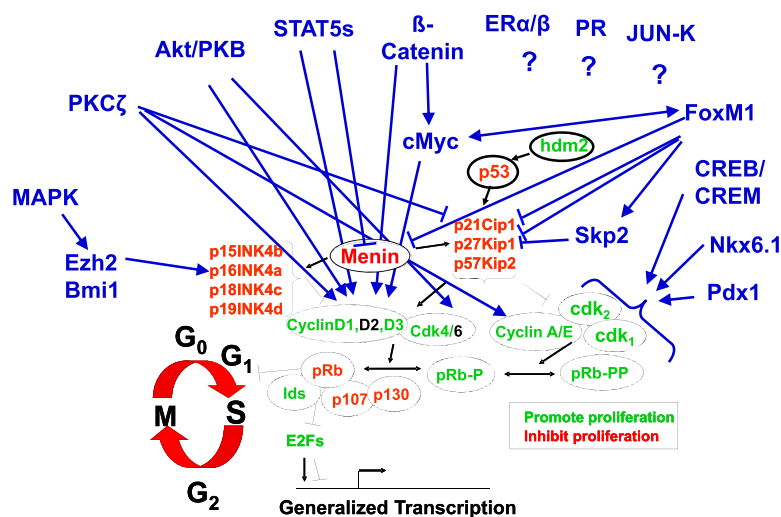 STAT5s
ß-
Catenin
ERα/β
PR
JUN-K
Akt/PKB
?
?
?
PKCζ
FoxM1
cMyc
hdm2
p53
CREB/
CREM
MAPK
p21Cip1
p27Kip1
p57Kip2
Skp2
Nkx6.1
p15INK4b
p16INK4a
p18INK4c
p19INK4d
Menin
Ezh2
Bmi1
Pdx1
CyclinD1,D2,D3
Cdk4/6
Cyclin A/E
cdk2
cdk1
G0
G1
M
S
G2
pRb
Ids
p107
p130
pRb-P
pRb-PP
E2Fs
Promote proliferation
Inhibit proliferation
Generalized Transcription